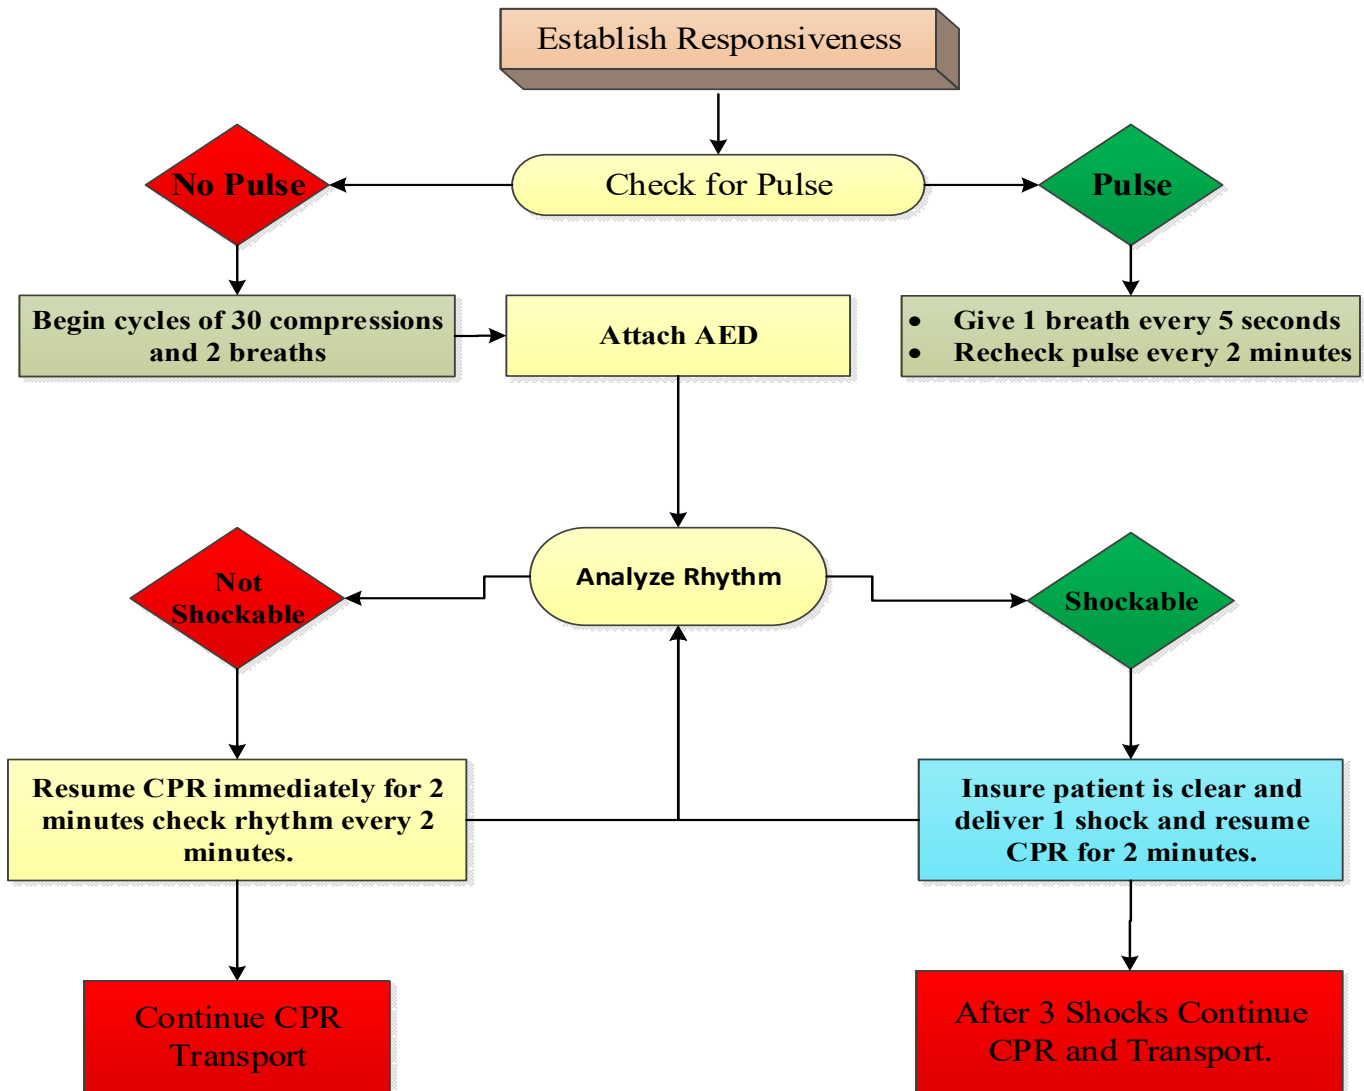 Establish Responsiveness
No Pulse
Check for Pulse
Pulse
Begin cycles of 30 compressions
and 2 breaths
Attach AED
• Give 1 breath every 5 seconds
• Recheck pulse every 2 minutes
Analyze Rhythm
Not
Shockable
Shockable
Resume CPR immediately for 2
minutes check rhythm every 2
minutes.
Insure patient is clear and
deliver 1 shock and resume
CPR for 2 minutes.
Continue CPR
Transport
After 3 Shocks Continue
CPR and Transport.